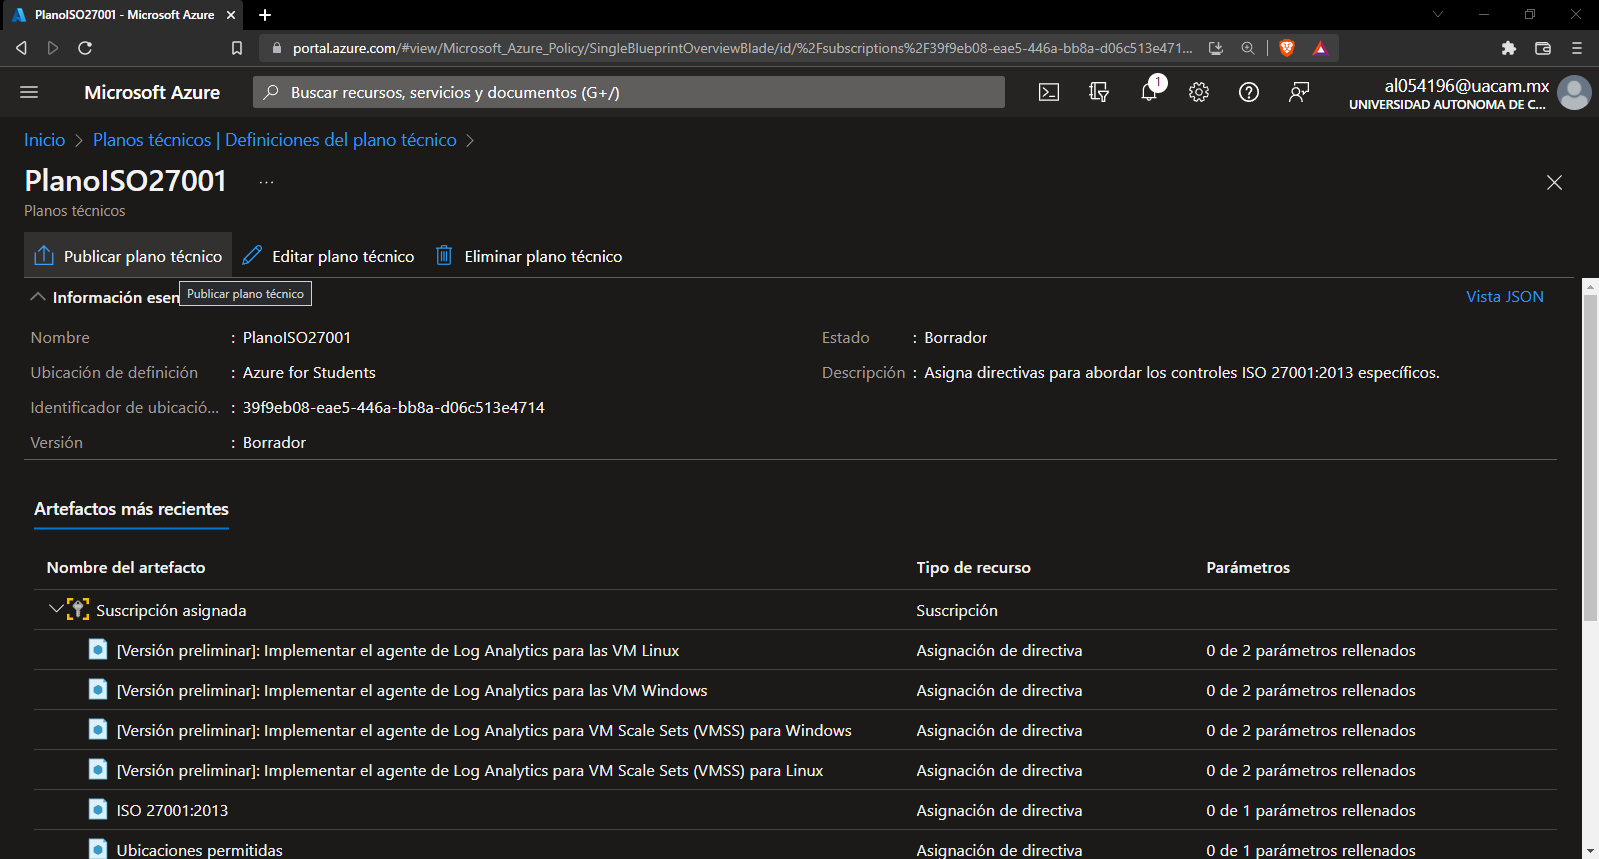 PlanoISO27001 - Microsoft Azure
portal.azure.com/#view/Microsoft_Azure_Policy/SingleBlueprintOverviewBlade/id/%2Fsubscriptions%2F39f9eb08-eae5-446a-bb8a-d06c513e471...
Microsoft Azure
Buscar recursos, servicios y documentos (G+/)
1
al054196@uacam.mx
UNIVERSIDAD AUTONOMA DE C...
Inicio > Planos técnicos | Definiciones del plano técnico >
PlanoISO27001 ...
Planos técnicos
Publicar plano técnico Editar plano técnico Eliminar plano técnico
Información esen
Publicar plano técnico
Vista JSON
Nombre : PlanoISO27001
Estado : Borrador
Ubicación de definición : Azure for Students
Descripción : Asigna directivas para abordar los controles ISO 27001:2013 específicos.
Identificador de ubicació... : 39f9eb08-eae5-446a-bb8a-d06c513e4714
Versión : Borrador
Artefactos más recientes
Nombre del artefacto Tipo de recurso Parámetros
Suscripción asignada Suscripción
[Versión preliminar]: Implementar el agente de Log Analytics para las VM Linux Asignación de directiva 0 de 2 parámetros rellenados
[Versión preliminar]: Implementar el agente de Log Analytics para las VM Windows Asignación de directiva 0 de 2 parámetros rellenados
[Versión preliminar]: Implementar el agente de Log Analytics para VM Scale Sets (VMSS) para Windows Asignación de directiva 0 de 2 parámetros rellenados
[Versión preliminar]: Implementar el agente de Log Analytics para VM Scale Sets (VMSS) para Linux Asignación de directiva 0 de 2 parámetros rellenados
ISO 27001:2013 Asignación de directiva 0 de 1 parámetros rellenados
Ubicaciones permitidas Asignación de directiva 0 de 1 parámetros rellenados